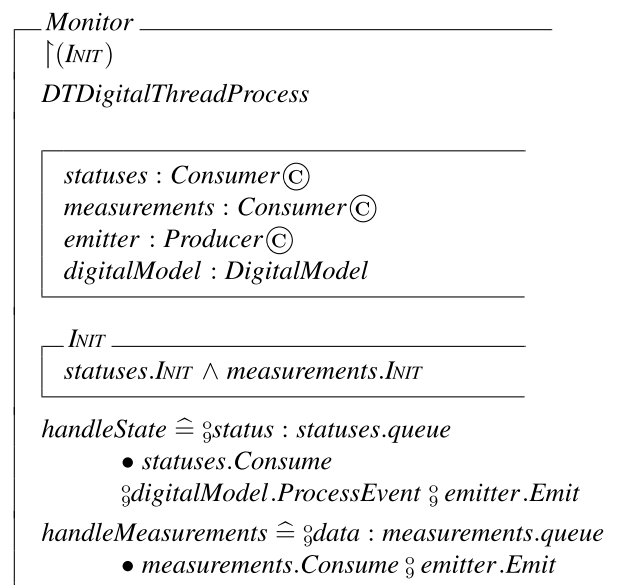 Monitor
↾(INIT)
DTDigitalThreadProcess
statuses : Consumer©
measurements : Consumer©
emitter : Producer©
digitalModel : DigitalModel
INIT
statuses.INIT ∧ measurements.INIT
handleState ≙ ⨟status : statuses.queue
• statuses.Consume
⨟digitalModel.ProcessEvent ⨟ emitter.Emit
handleMeasurements ≙ ⨟data : measurements.queue
• measurements.Consume ⨟ emitter.Emit